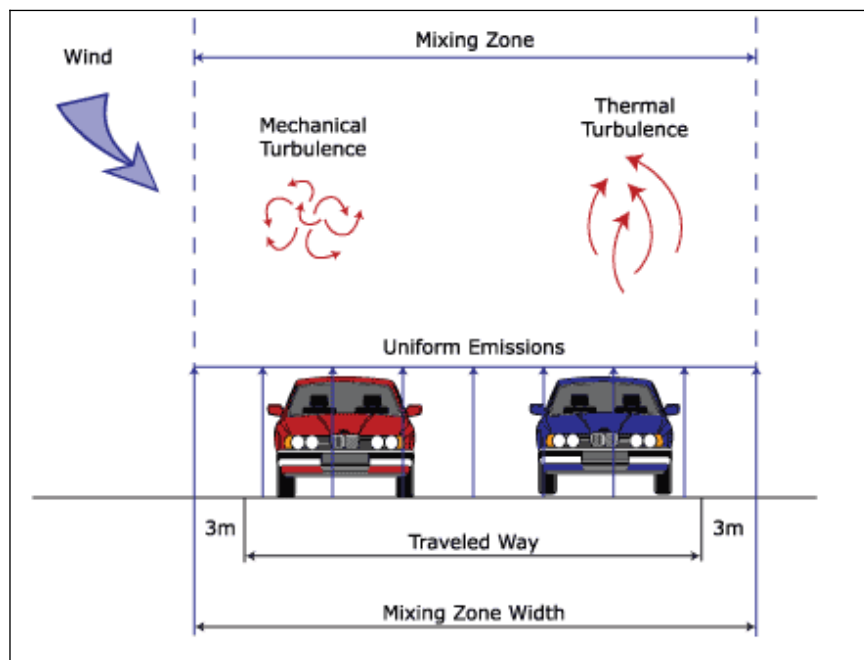 Mixing Zone
Wind
Mechanical
Turbulence
Thermal
Turbulence
Uniform Emissions
3m
3m
Traveled Way
Mixing Zone Width